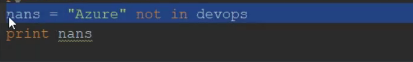 nans = "Azure" not in devops
print nans